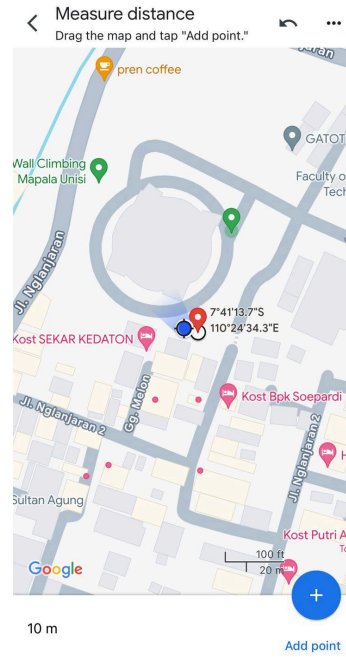 Measure distance
Drag the map and tap "Add point."
pren coffee
GATOT
Wall Climbing
Mapala Unisi
Faculty o
Tech
Jl. Nglanjaran
7°41'13.7"S
110°24'34.3"E
Kost SEKAR KEDATON
Kost Bpk Soepardi
Gg. Melon
Jl. Nglanjaran 2
Jl. Nglanjaran 2
H
Sultan Agung
Kost Putri A
To
100 ft
20 m
Google
+
10 m
Add point